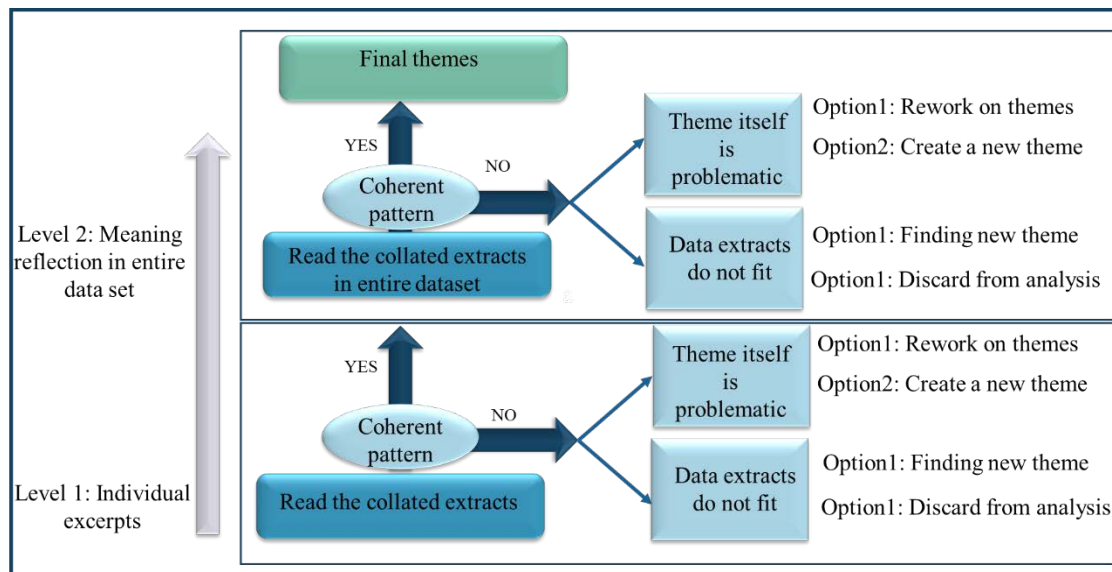 Final themes
YES
NO
Coherent
pattern
Read the collated extracts
in entire dataset
Theme itself
is
problematic
Option1: Rework on themes
Option2: Create a new theme
Data extracts
do not fit
Option1: Finding new theme
Option1: Discard from analysis
Level 2: Meaning
reflection in entire
data set
YES
NO
Coherent
pattern
Read the collated extracts
Theme itself
is
problematic
Option1: Rework on themes
Option2: Create a new theme
Data extracts
do not fit
Option1: Finding new theme
Option1: Discard from analysis
Level 1: Individual
excerpts